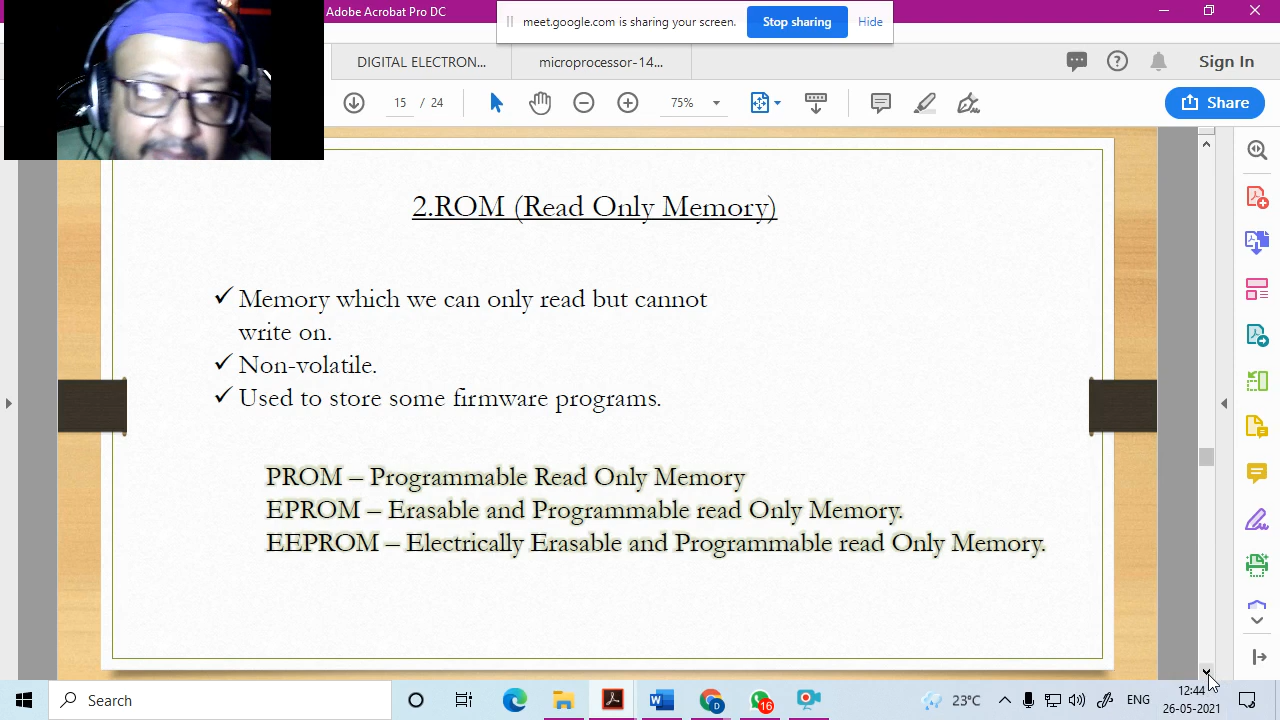 Adobe Acrobat Pro DC
meet.google.com is sharing your screen.
Stop sharing
Hide
DIGITAL ELECTRON...
microprocessor-14...
Sign In
15 / 24
75%
Share
2.ROM (Read Only Memory)
✓ Memory which we can only read but cannot
write on.
✓ Non-volatile.
✓ Used to store some firmware programs.
PROM – Programmable Read Only Memory
EPROM – Erasable and Programmable read Only Memory.
EEPROM – Electrically Erasable and Programmable read Only Memory.
Search
W
D
16
23°C
ENG
12:44
26-05-2021